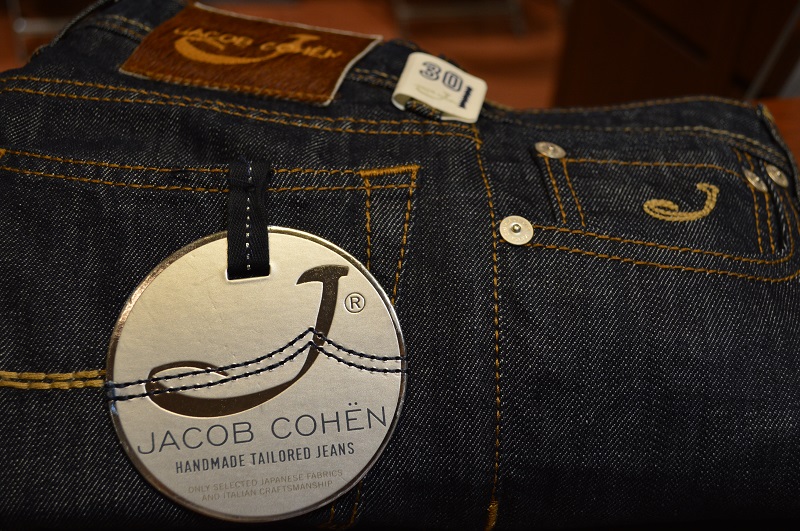 JACOB COHËN
301
J
®
JACOB COHËN
HANDMADE TAILORED JEANS
ONLY SELECTED JAPANESE FABRICS
AND ITALIAN CRAFTSMANSHIP
J